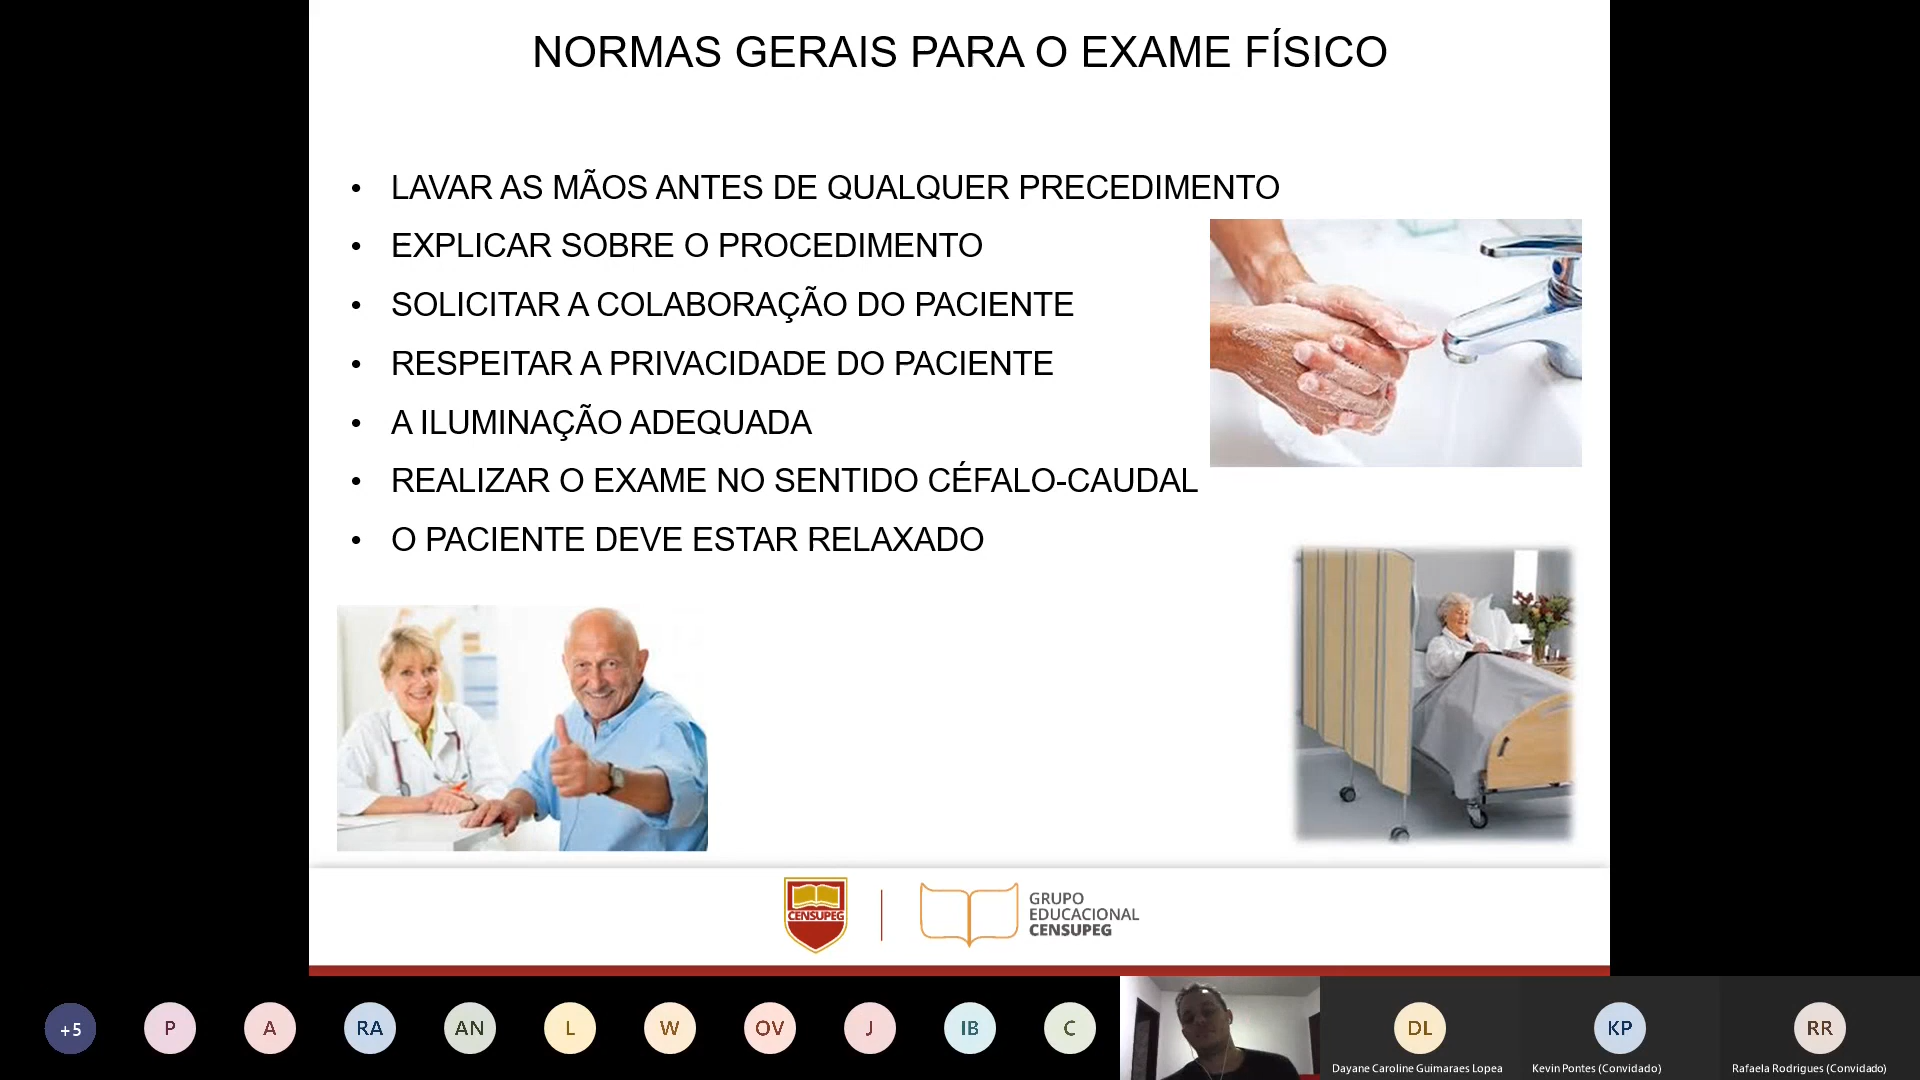 NORMAS GERAIS PARA O EXAME FÍSICO
• LAVAR AS MÃOS ANTES DE QUALQUER PRECEDIMENTO
• EXPLICAR SOBRE O PROCEDIMENTO
• SOLICITAR A COLABORAÇÃO DO PACIENTE
• RESPEITAR A PRIVACIDADE DO PACIENTE
• A ILUMINAÇÃO ADEQUADA
• REALIZAR O EXAME NO SENTIDO CÉFALO-CAUDAL
• O PACIENTE DEVE ESTAR RELAXADO
CENSUPEG
GRUPO
EDUCACIONAL
CENSUPEG
+5 P A RA AN L W OV J IB C DL KP RR
Dayane Caroline Guimaraes Lopea Kevin Pontes (Convidado) Rafaela Rodrigues (Convidado)